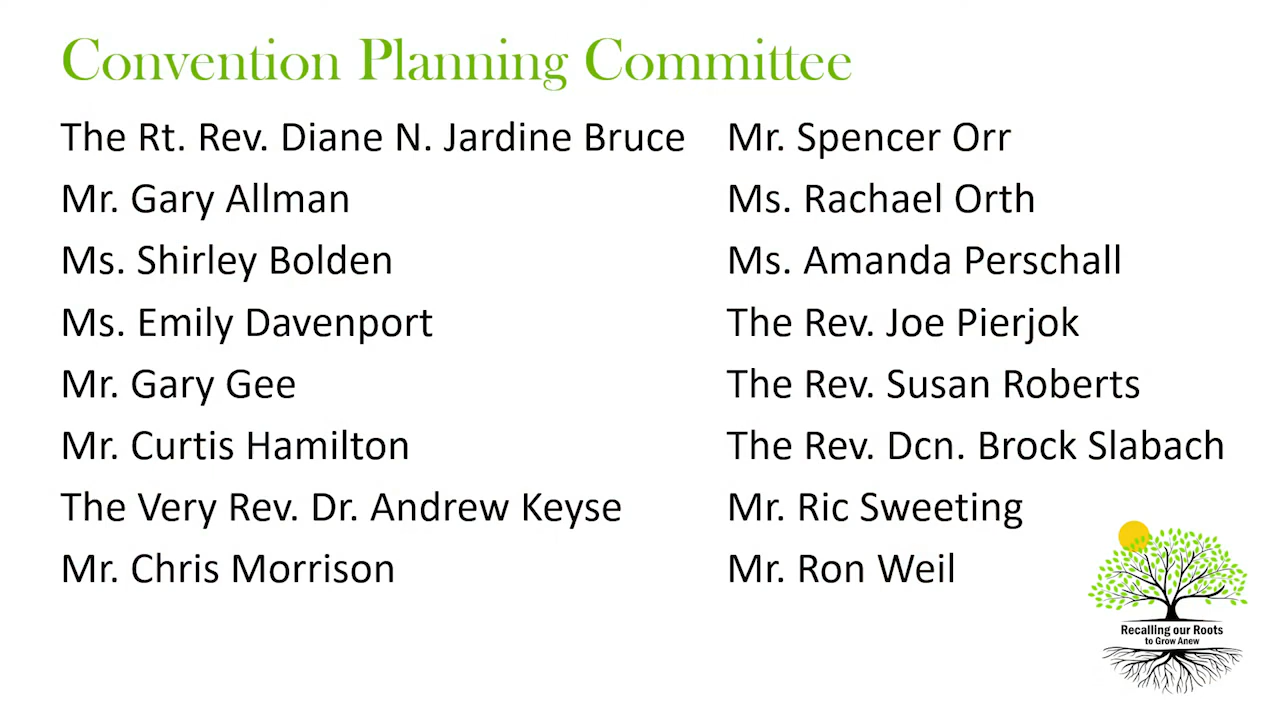 Convention Planning Committee
The Rt. Rev. Diane N. Jardine Bruce
Mr. Gary Allman
Ms. Shirley Bolden
Ms. Emily Davenport
Mr. Gary Gee
Mr. Curtis Hamilton
The Very Rev. Dr. Andrew Keyse
Mr. Chris Morrison
Mr. Spencer Orr
Ms. Rachael Orth
Ms. Amanda Perschall
The Rev. Joe Pierjok
The Rev. Susan Roberts
The Rev. Dcn. Brock Slabach
Mr. Ric Sweeting
Mr. Ron Weil
Recalling our Roots
to Grow Anew